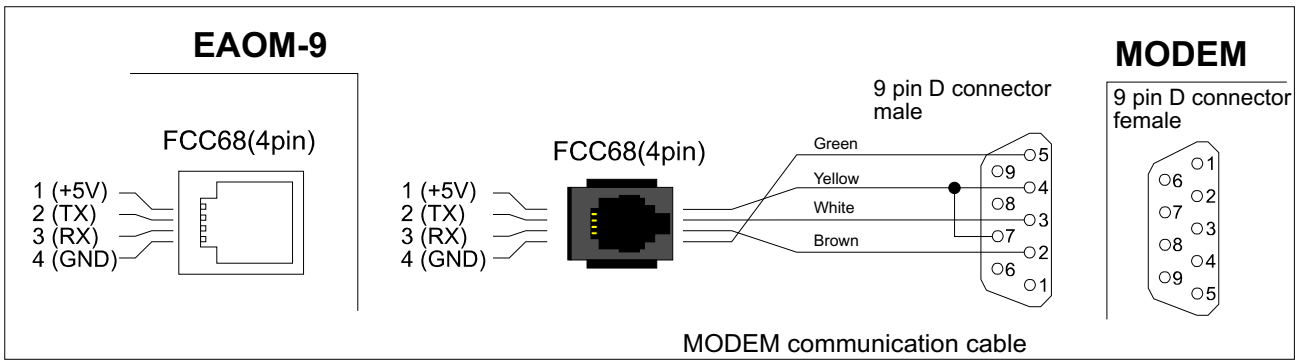 EAOM-9
FCC68(4pin)
1 (+5V)
2 (TX)
3 (RX)
4 (GND)
FCC68(4pin)
1 (+5V)
2 (TX)
3 (RX)
4 (GND)
Green
Yellow
White
Brown
9 pin D connector
male
5
9
4
8
3
7
2
6
1
MODEM
9 pin D connector
female
1
6
2
7
3
8
4
9
5
MODEM communication cable